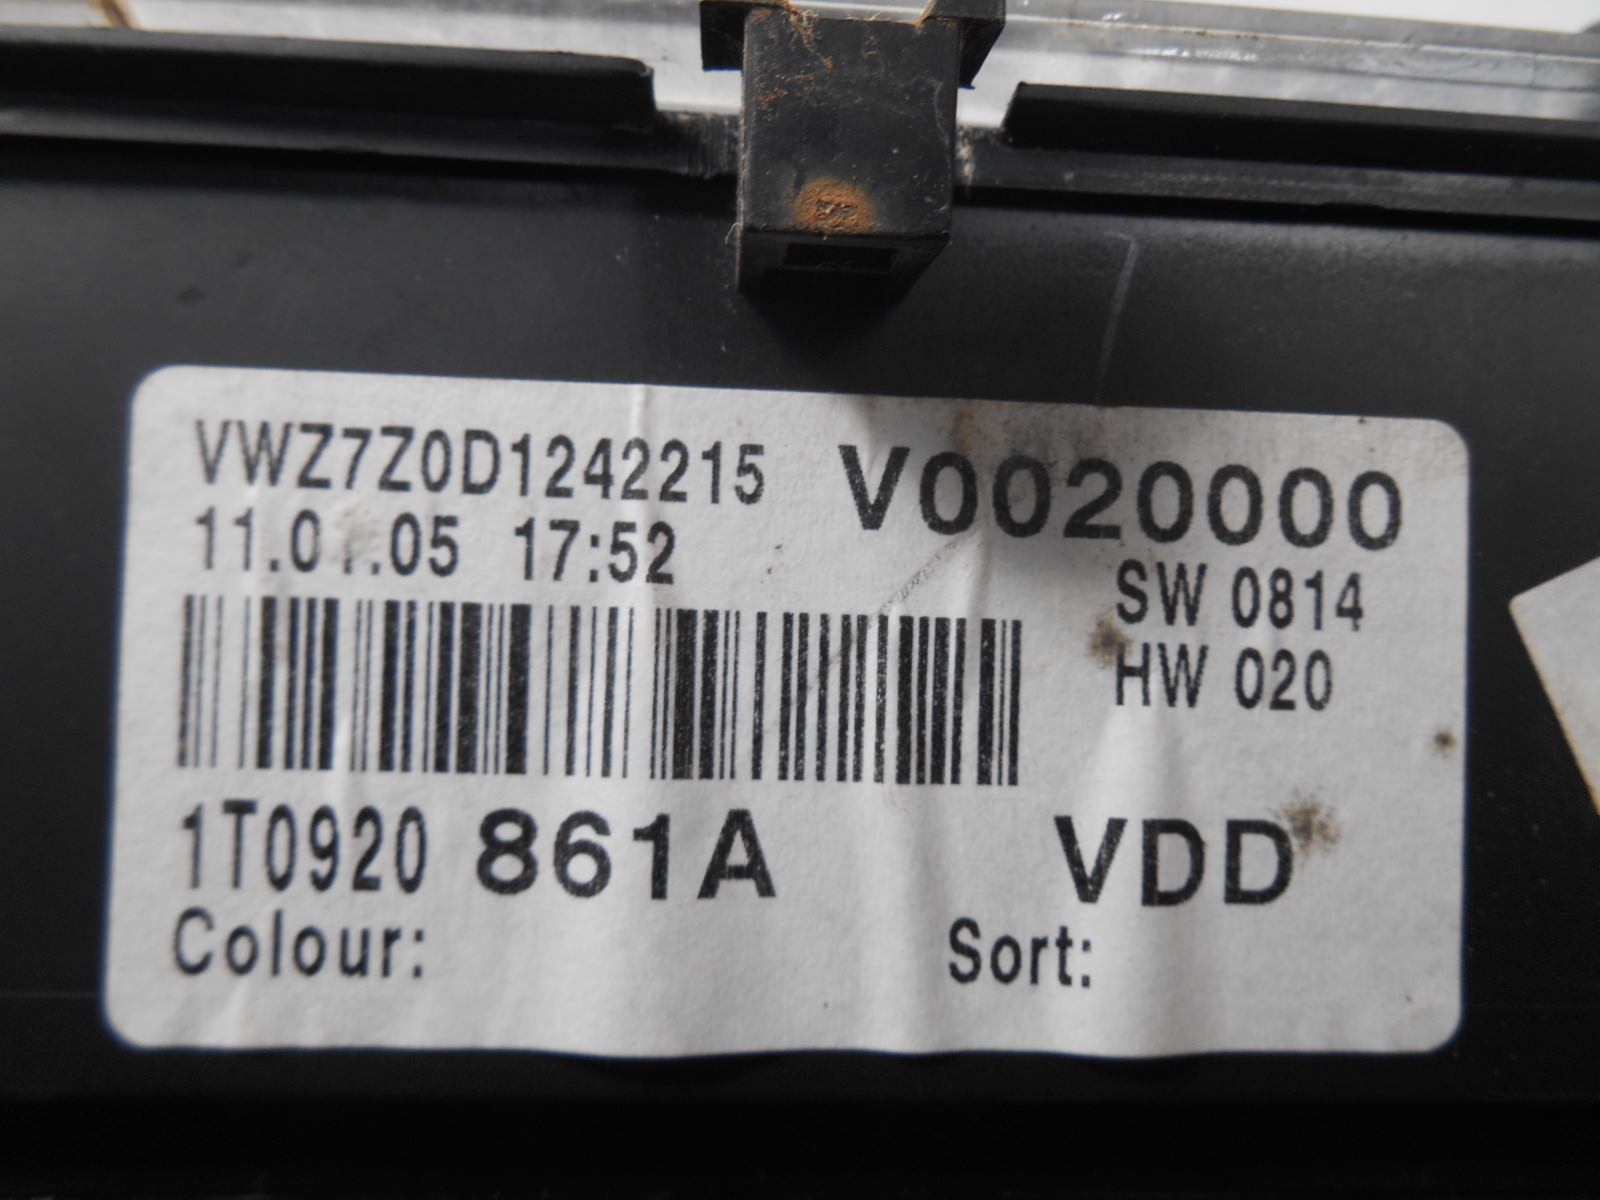 VWZ7Z0D1242215 V0020000
17:52
SW 0814
HW 020
1T0920 861A VDD
Colour: Sort: